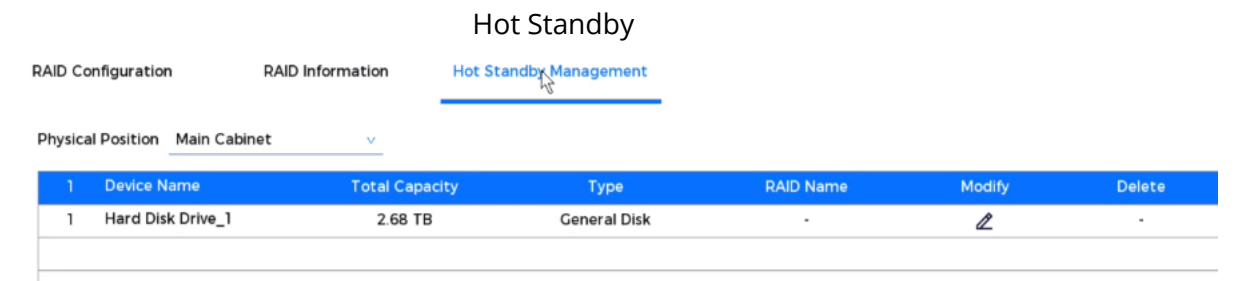 Hot Standby
RAID Configuration RAID Information Hot Standby Management
Physical Position Main Cabinet
1 Device Name Total Capacity Type RAID Name Modify Delete
1 Hard Disk Drive_1 2.68 TB General Disk - -